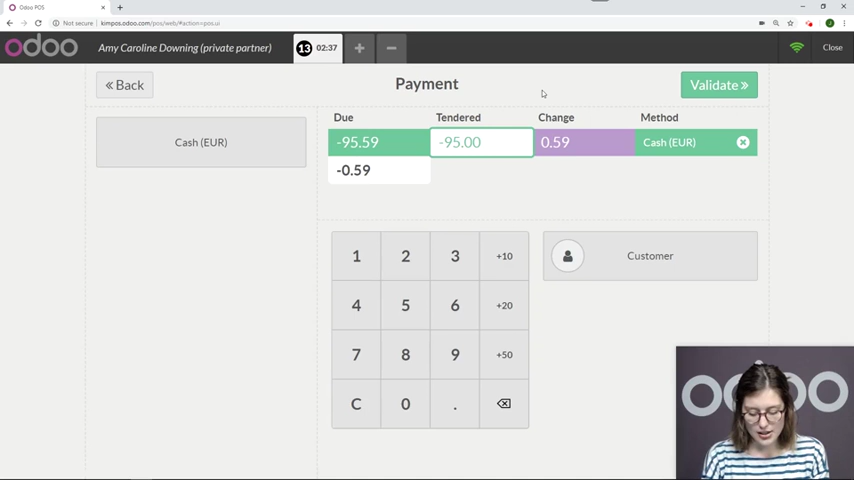 Odoo POS
Not secure
kimpos.odoo.com/pos/web/#action=pos.ui
odoo
Amy Caroline Downing (private partner)
13 02:37
Close
Back
Payment
Validate
Due
Tendered
Change
Method
Cash (EUR)
-95.59
-95.00
0.59
Cash (EUR)
-0.59
1
2
3
+10
Customer
4
5
6
+20
7
8
9
+50
C
0
.
odoo